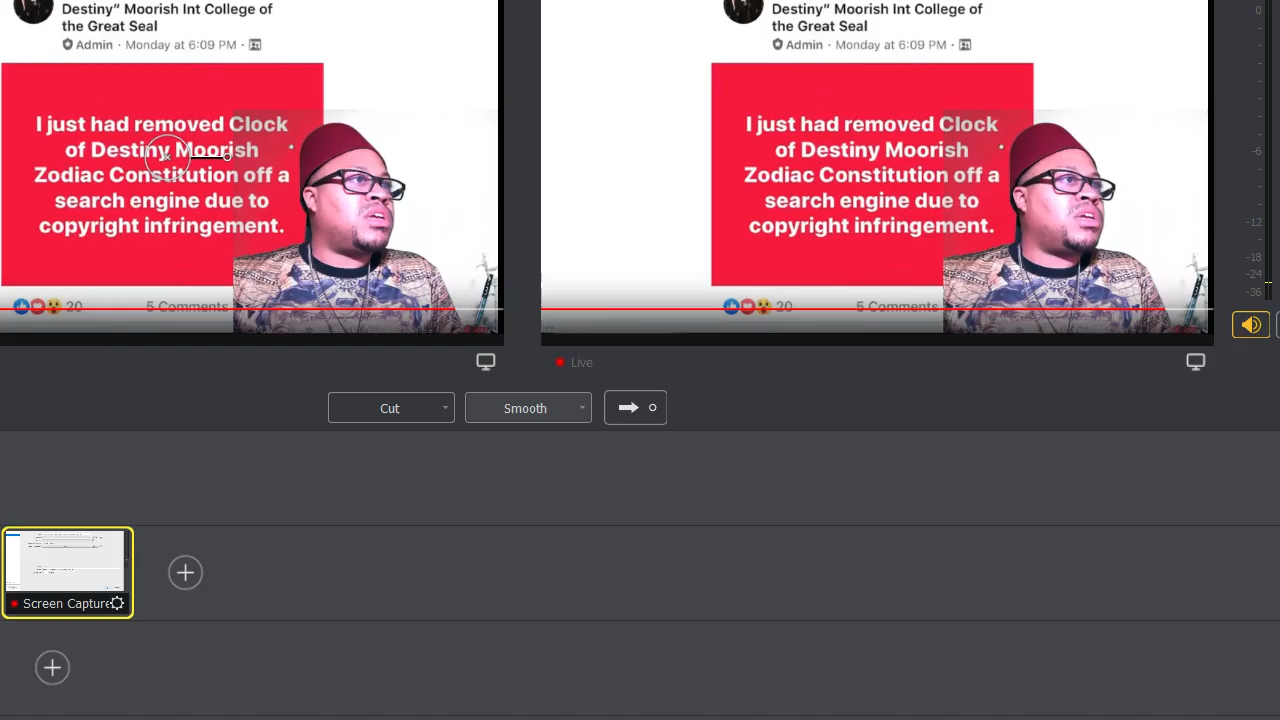 Destiny" Moorish Int College of
the Great Seal
Admin · Monday at 6:09 PM ·
I just had removed Clock
of Destiny Moorish
Zodiac Constitution off a
search engine due to
copyright infringement.
20
5 Comments
Destiny" Moorish Int College of
the Great Seal
Admin · Monday at 6:09 PM ·
I just had removed Clock
of Destiny Moorish
Zodiac Constitution off a
search engine due to
copyright infringement.
20
5 Comments
0
-6
-12
-18
-24
-36
Live
Cut
Smooth
Screen Capture